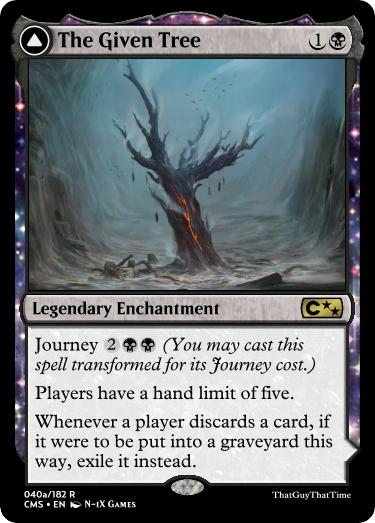 The Given Tree 1
Legendary Enchantment C
Journey 2 (You may cast this
spell transformed for its Journey cost.)
Players have a hand limit of five.
Whenever a player discards a card, if
it were to be put into a graveyard this
way, exile it instead.
040a/182 R
CMS • EN N-iX Games
ThatGuyThatTime